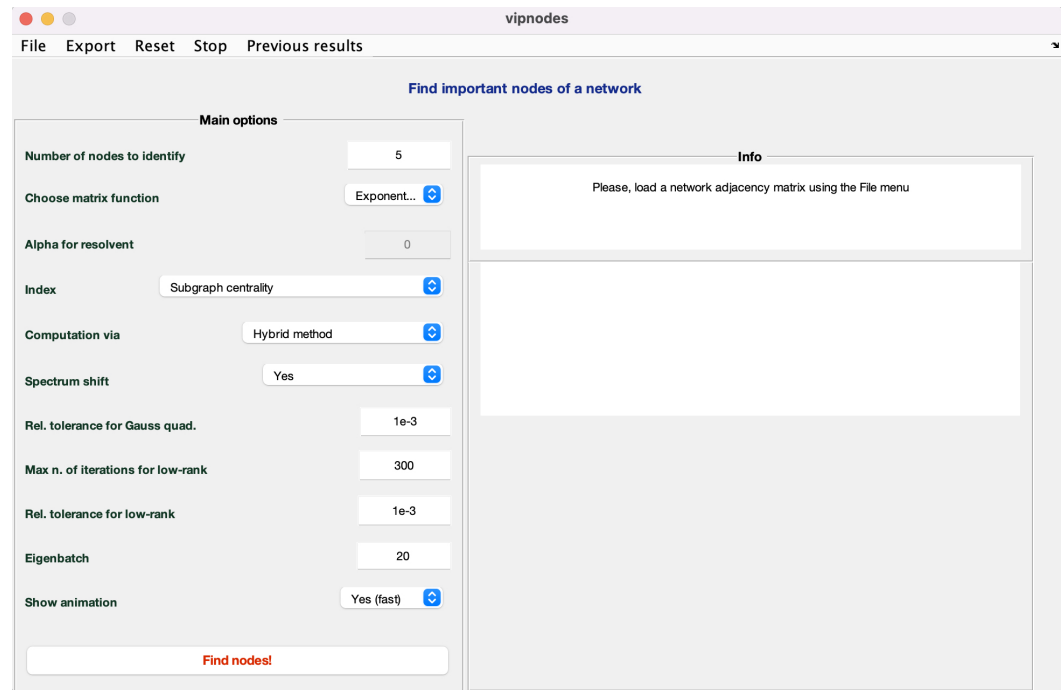 vipnodes
File Export Reset Stop Previous results
Find important nodes of a network
Main options
Number of nodes to identify 5
Choose matrix function Exponent...
Alpha for resolvent 0
Index Subgraph centrality
Computation via Hybrid method
Spectrum shift Yes
Rel. tolerance for Gauss quad. 1e-3
Max n. of iterations for low-rank 300
Rel. tolerance for low-rank 1e-3
Eigenbatch 20
Show animation Yes (fast)
Find nodes!
Info
Please, load a network adjacency matrix using the File menu